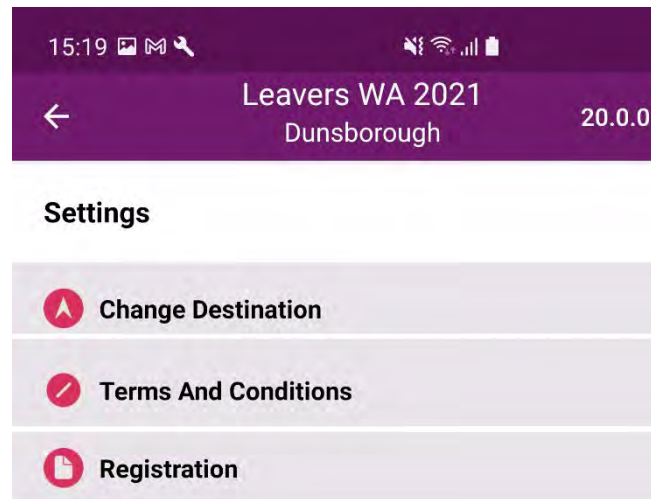 15:19
Leavers WA 2021
Dunsborough
20.0.0
Settings
Change Destination
Terms And Conditions
Registration